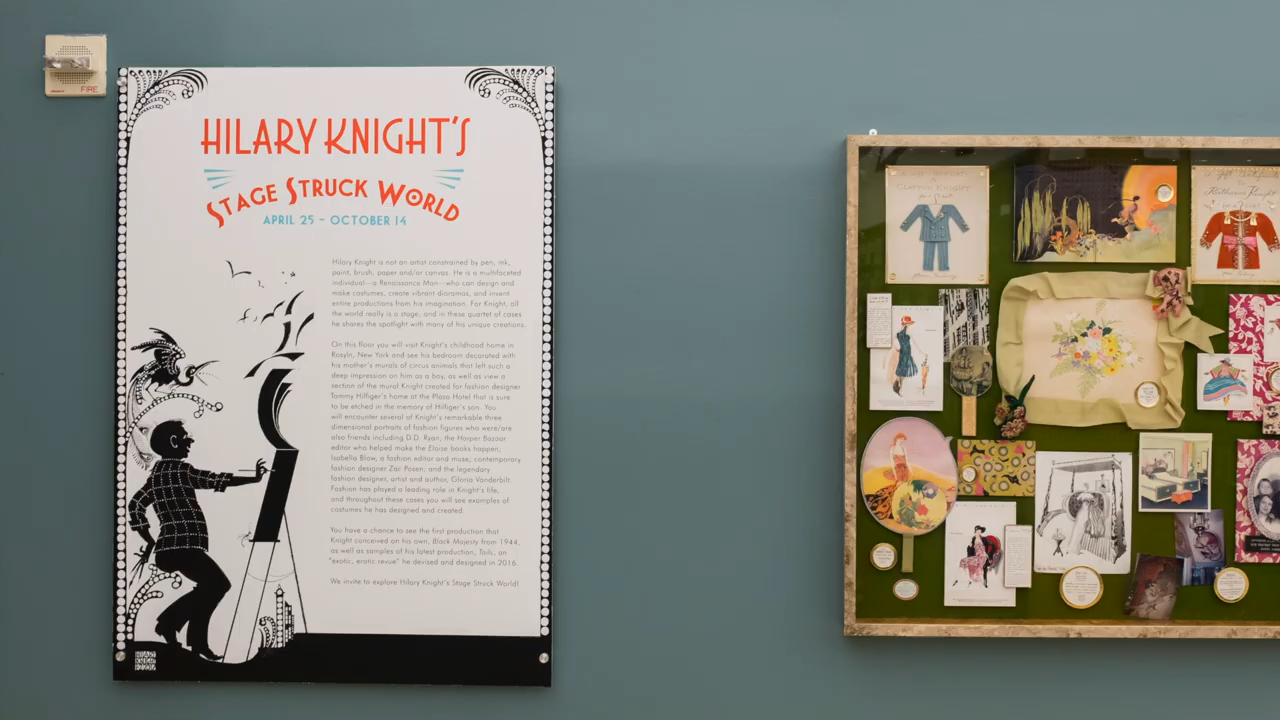 FIRE
HILARY KNIGHT'S
STAGE STRUCK WORLD
APRIL 25 – OCTOBER 14
Hilary Knight is not an artist constrained by pen, ink,
paint, brush, paper and/or canvas. He is a multifaceted
individual—a Renaissance Man—who can design and
make costumes, create vibrant dioramas, and invent
entire productions from his imagination. For Knight, all
the world really is a stage, and in these quartet of cases
he shares the spotlight with many of his unique creations.
On this floor you will visit Knight's childhood home in
Roslyn, New York and see his bedroom decorated with
his mother's murals of circus animals that left such a
deep impression on him as a boy, as well as view a
section of the mural Knight created for fashion designer
Tommy Hilfiger's home at the Plaza Hotel that is sure
to be etched in the memory of Hilfiger's son. You
will encounter several of Knight's remarkable three
dimensional portraits of fashion figures who were/are
also friends including D.D. Ryan, the Harper Bazaar
editor who helped make the Eloise books happen;
Isabella Blow, a fashion editor and muse; contemporary
fashion designer Zac Posen; and the legendary
fashion designer, artist and author, Gloria Vanderbilt.
Fashion has played a leading role in Knight's life,
and throughout these cases you will see examples of
costumes he has designed and created.
You have a chance to see the first production that
Knight conceived on his own, Black Majesty from 1944,
as well as samples of his latest production, Tails, an
"exotic, erotic revue" he devised and designed in 2016.
We invite to explore Hilary Knight's Stage Struck World!
CLAYTON KNIGHT
Katharine Knight